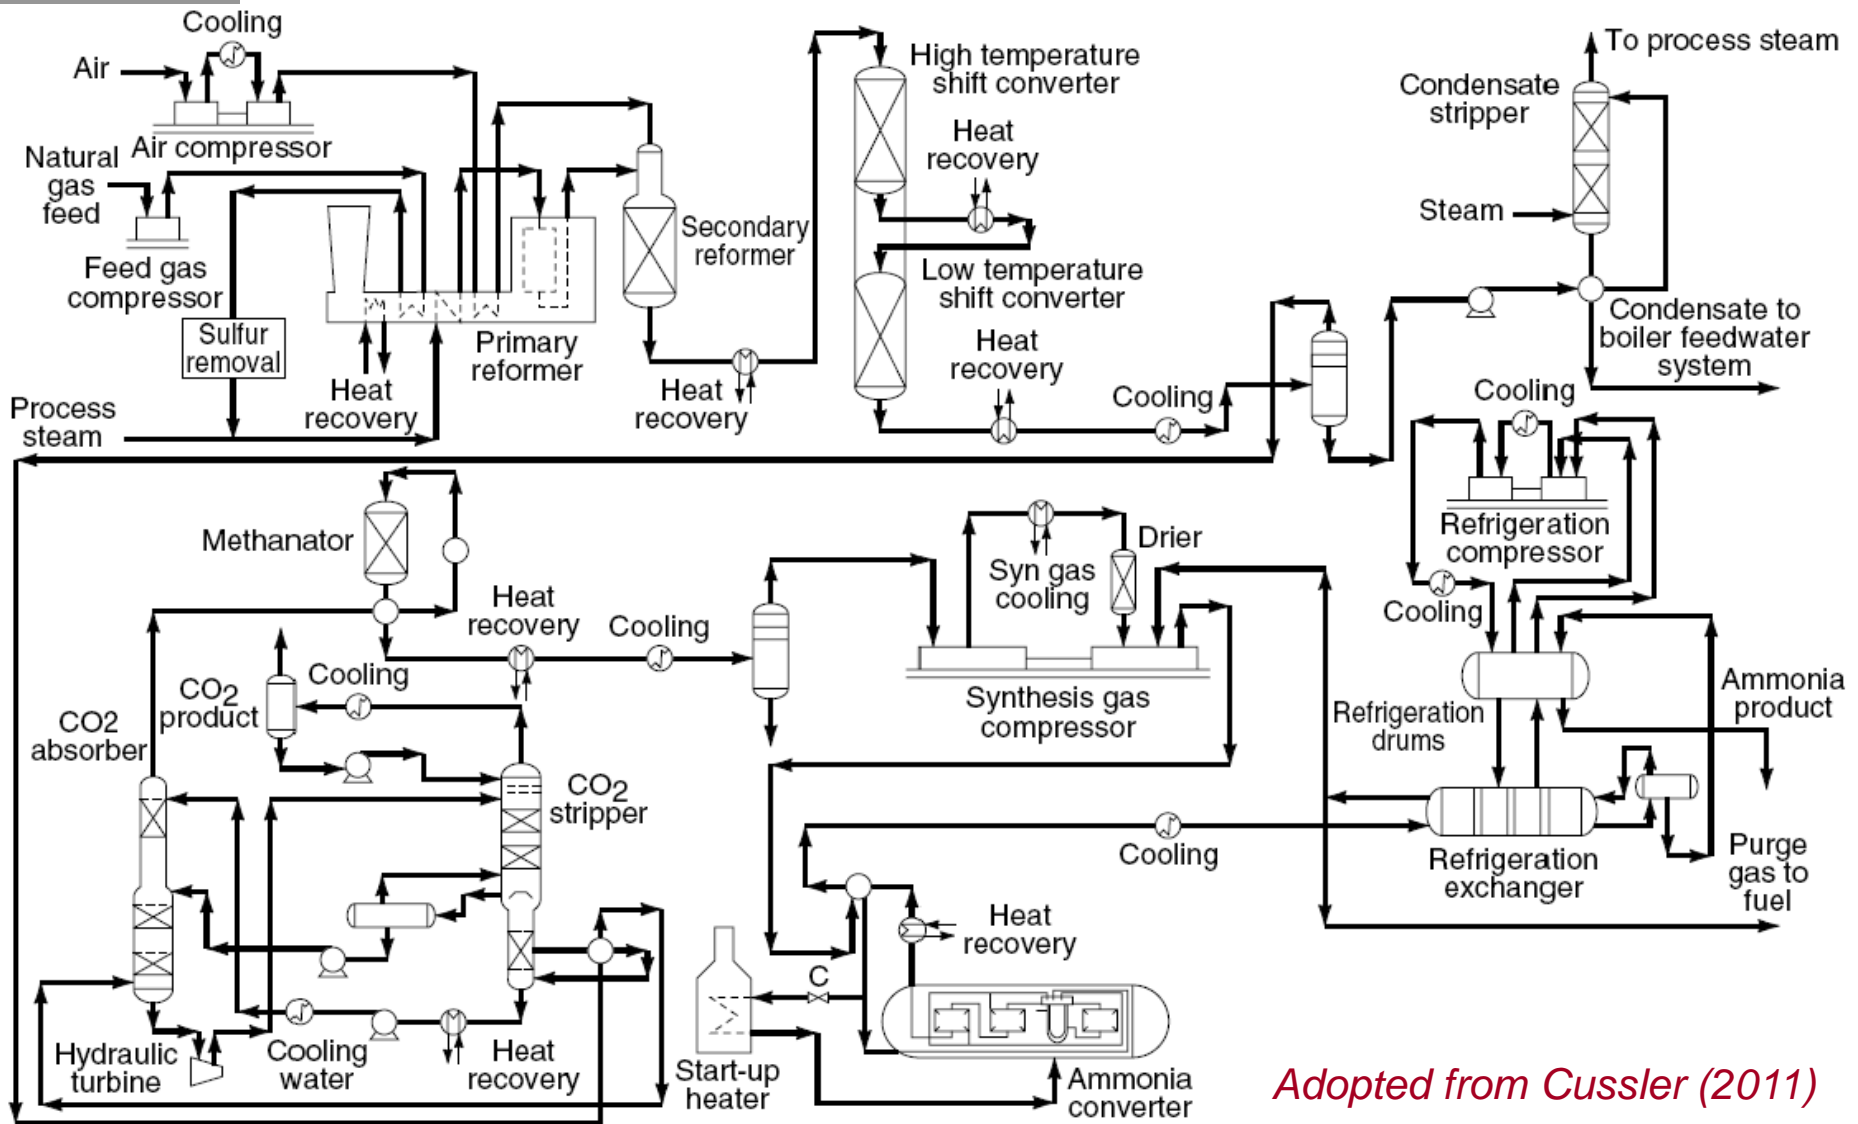 Cooling
Air
Air compressor
Natural
gas
feed
Feed gas
compressor
Sulfur
removal
Process
steam
Heat
recovery
Primary
reformer
Secondary
reformer
Heat
recovery
High temperature
shift converter
Heat
recovery
Low temperature
shift converter
Heat
recovery
Cooling
To process steam
Condensate
stripper
Steam
Condensate to
boiler feedwater
system
Cooling
Refrigeration
compressor
Cooling
Methanator
Heat
recovery
Cooling
Syn gas
cooling
Drier
Synthesis gas
compressor
Refrigeration
drums
Ammonia
product
Cooling
CO2
product
CO2
absorber
CO2
stripper
Cooling
Refrigeration
exchanger
Purge
gas to
fuel
Heat
recovery
C
Hydraulic
turbine
Cooling
water
Heat
recovery
Start-up
heater
Ammonia
converter
Adopted from Cussler (2011)